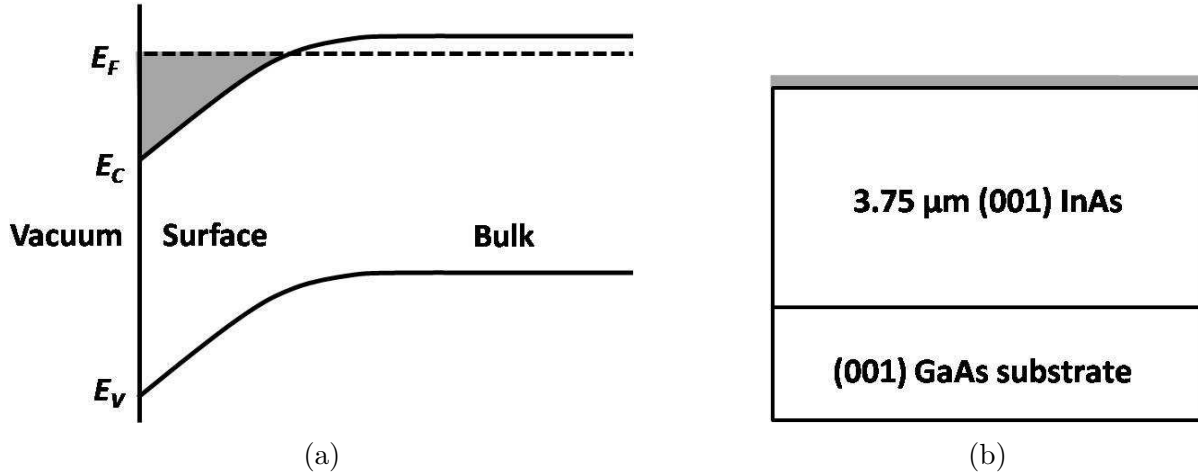 E_F
E_C
Vacuum Surface Bulk
E_V
(a)
3.75 μm (001) InAs
(001) GaAs substrate
(b)